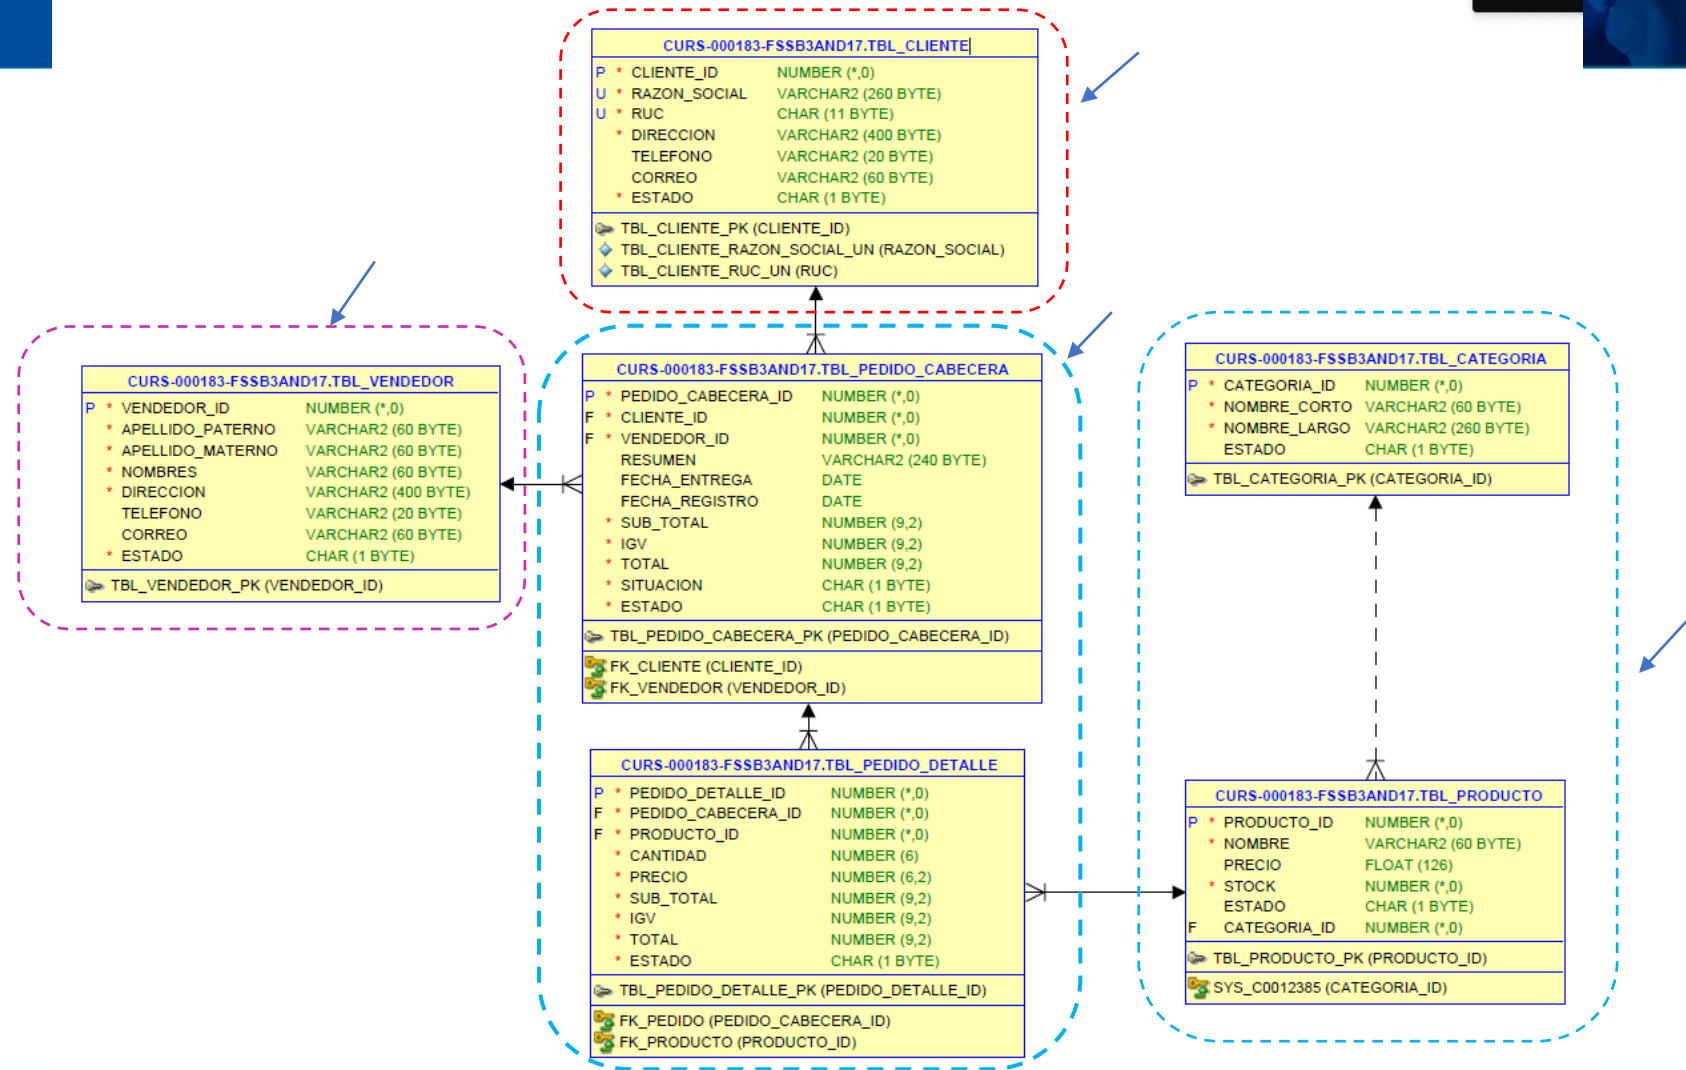 CURS-000183-FSSB3AND17.TBL_CLIENTE
P * CLIENTE_ID NUMBER (*,0)
U * RAZON_SOCIAL VARCHAR2 (260 BYTE)
U * RUC CHAR (11 BYTE)
* DIRECCION VARCHAR2 (400 BYTE)
TELEFONO VARCHAR2 (20 BYTE)
CORREO VARCHAR2 (60 BYTE)
* ESTADO CHAR (1 BYTE)
TBL_CLIENTE_PK (CLIENTE_ID)
TBL_CLIENTE_RAZON_SOCIAL_UN (RAZON_SOCIAL)
TBL_CLIENTE_RUC_UN (RUC)
CURS-000183-FSSB3AND17.TBL_VENDEDOR
P * VENDEDOR_ID NUMBER (*,0)
* APELLIDO_PATERNO VARCHAR2 (60 BYTE)
* APELLIDO_MATERNO VARCHAR2 (60 BYTE)
* NOMBRES VARCHAR2 (60 BYTE)
* DIRECCION VARCHAR2 (400 BYTE)
TELEFONO VARCHAR2 (20 BYTE)
CORREO VARCHAR2 (60 BYTE)
* ESTADO CHAR (1 BYTE)
TBL_VENDEDOR_PK (VENDEDOR_ID)
CURS-000183-FSSB3AND17.TBL_PEDIDO_CABECERA
P * PEDIDO_CABECERA_ID NUMBER (*,0)
F * CLIENTE_ID NUMBER (*,0)
F * VENDEDOR_ID NUMBER (*,0)
RESUMEN VARCHAR2 (240 BYTE)
FECHA_ENTREGA DATE
FECHA_REGISTRO DATE
* SUB_TOTAL NUMBER (9,2)
* IGV NUMBER (9,2)
* TOTAL NUMBER (9,2)
* SITUACION CHAR (1 BYTE)
* ESTADO CHAR (1 BYTE)
TBL_PEDIDO_CABECERA_PK (PEDIDO_CABECERA_ID)
FK_CLIENTE (CLIENTE_ID)
FK_VENDEDOR (VENDEDOR_ID)
CURS-000183-FSSB3AND17.TBL_CATEGORIA
P * CATEGORIA_ID NUMBER (*,0)
* NOMBRE_CORTO VARCHAR2 (60 BYTE)
* NOMBRE_LARGO VARCHAR2 (260 BYTE)
ESTADO CHAR (1 BYTE)
TBL_CATEGORIA_PK (CATEGORIA_ID)
CURS-000183-FSSB3AND17.TBL_PEDIDO_DETALLE
P * PEDIDO_DETALLE_ID NUMBER (*,0)
F * PEDIDO_CABECERA_ID NUMBER (*,0)
F * PRODUCTO_ID NUMBER (*,0)
* CANTIDAD NUMBER (6)
* PRECIO NUMBER (6,2)
* SUB_TOTAL NUMBER (9,2)
* IGV NUMBER (9,2)
* TOTAL NUMBER (9,2)
* ESTADO CHAR (1 BYTE)
TBL_PEDIDO_DETALLE_PK (PEDIDO_DETALLE_ID)
FK_PEDIDO (PEDIDO_CABECERA_ID)
FK_PRODUCTO (PRODUCTO_ID)
CURS-000183-FSSB3AND17.TBL_PRODUCTO
P * PRODUCTO_ID NUMBER (*,0)
* NOMBRE VARCHAR2 (60 BYTE)
PRECIO FLOAT (126)
* STOCK NUMBER (*,0)
ESTADO CHAR (1 BYTE)
F CATEGORIA_ID NUMBER (*,0)
TBL_PRODUCTO_PK (PRODUCTO_ID)
SYS_C0012385 (CATEGORIA_ID)